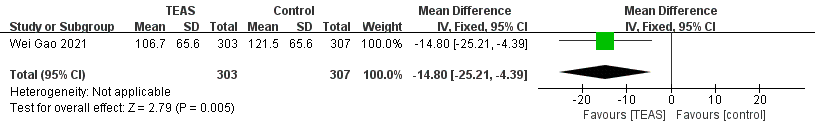 TEAS Control Mean Difference Mean Difference
Study or Subgroup Mean SD Total Mean SD Total Weight IV, Fixed, 95% CI IV, Fixed, 95% CI
Wei Gao 2021 106.7 65.6 303 121.5 65.6 307 100.0% -14.80 [-25.21, -4.39]
Total (95% CI) 303 307 100.0% -14.80 [-25.21, -4.39]
Heterogeneity: Not applicable
Test for overall effect: Z = 2.79 (P = 0.005)
-20 -10 0 10 20
Favours [TEAS] Favours [control]